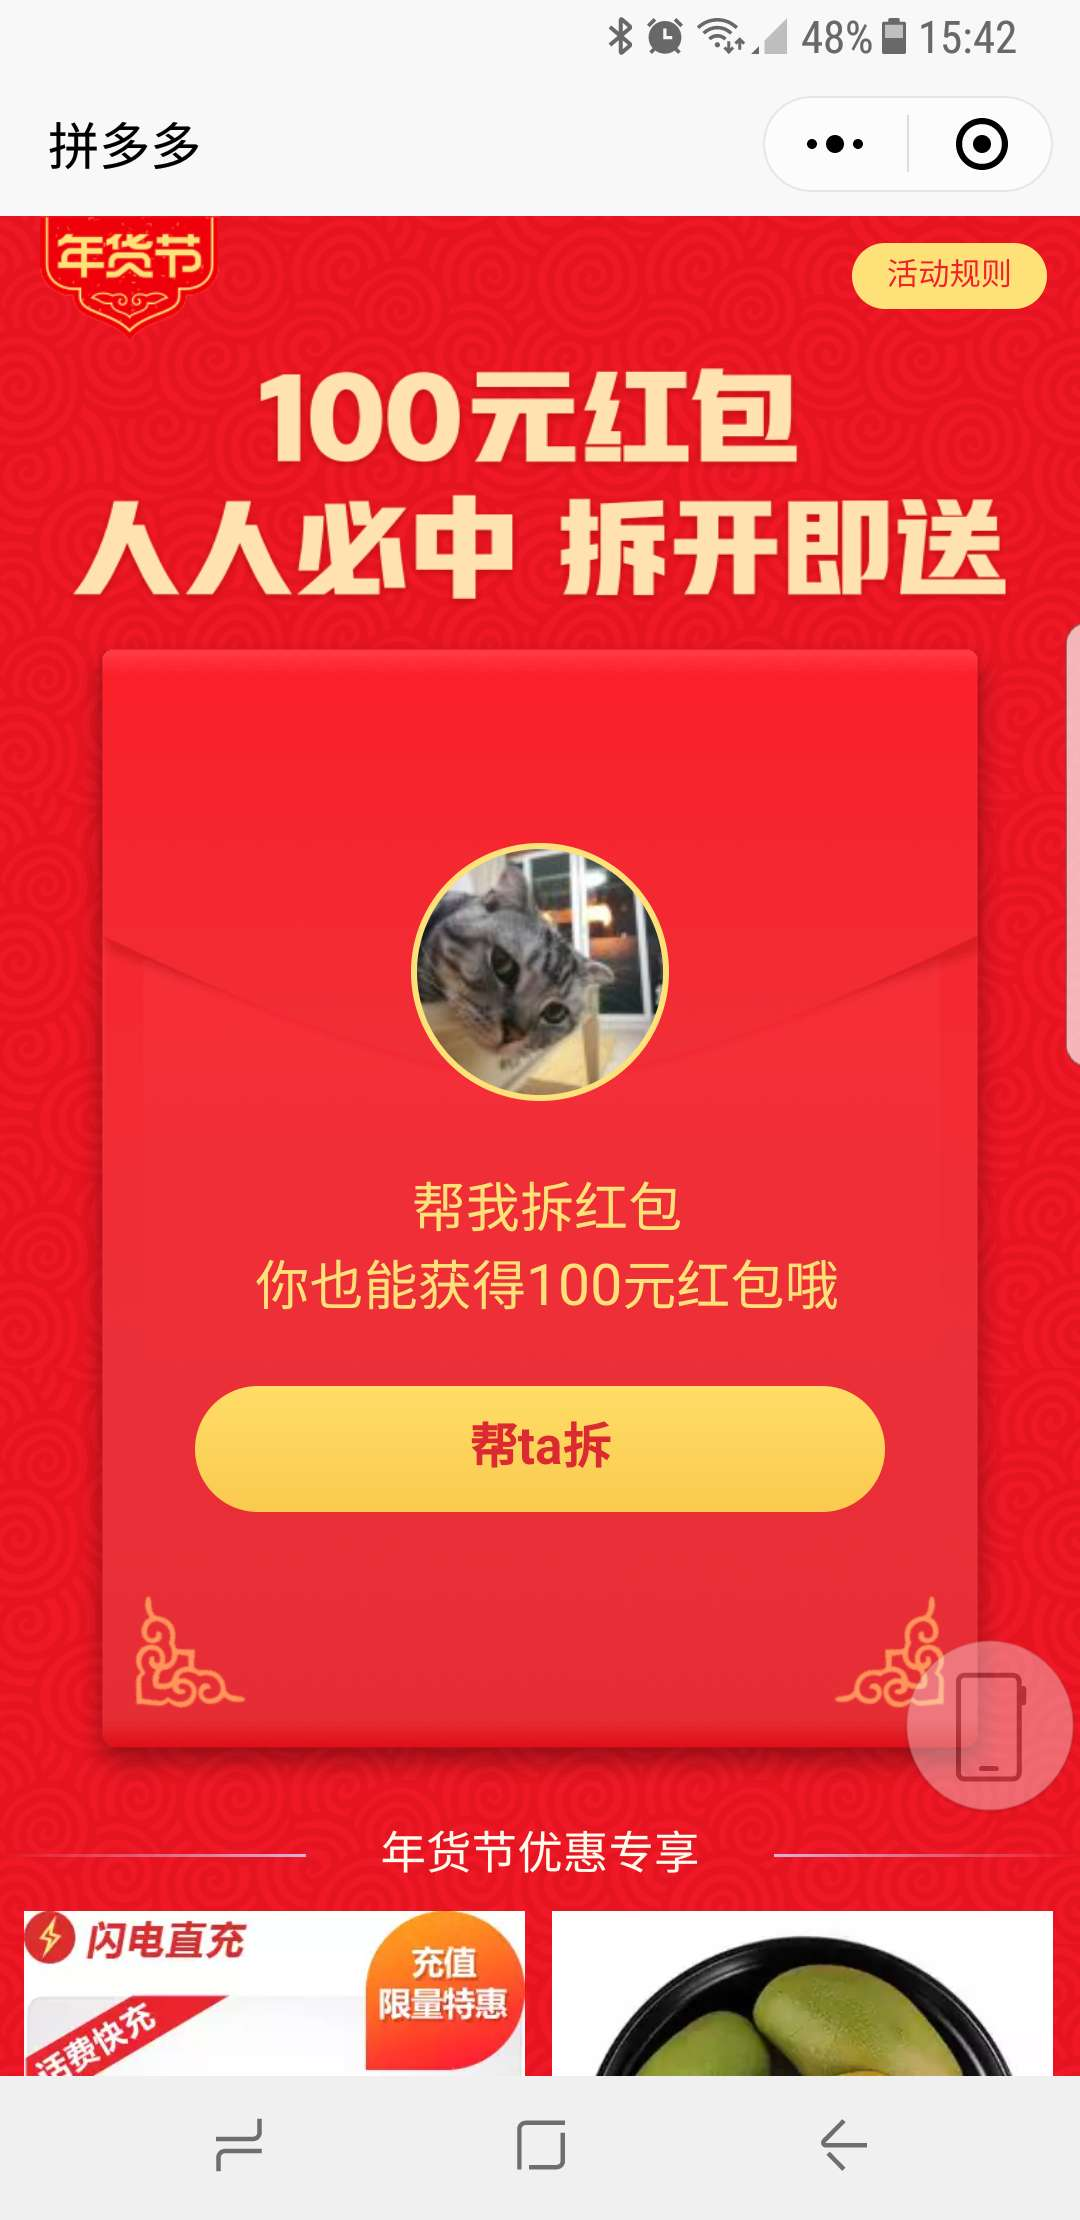 48% 15:42
拼多多
年货节
活动规则
100元红包
人人必中 拆开即送
帮我拆红包
你也能获得100元红包哦
帮ta拆
年货节优惠专享
闪电直充
充值
限量特惠
话费快充